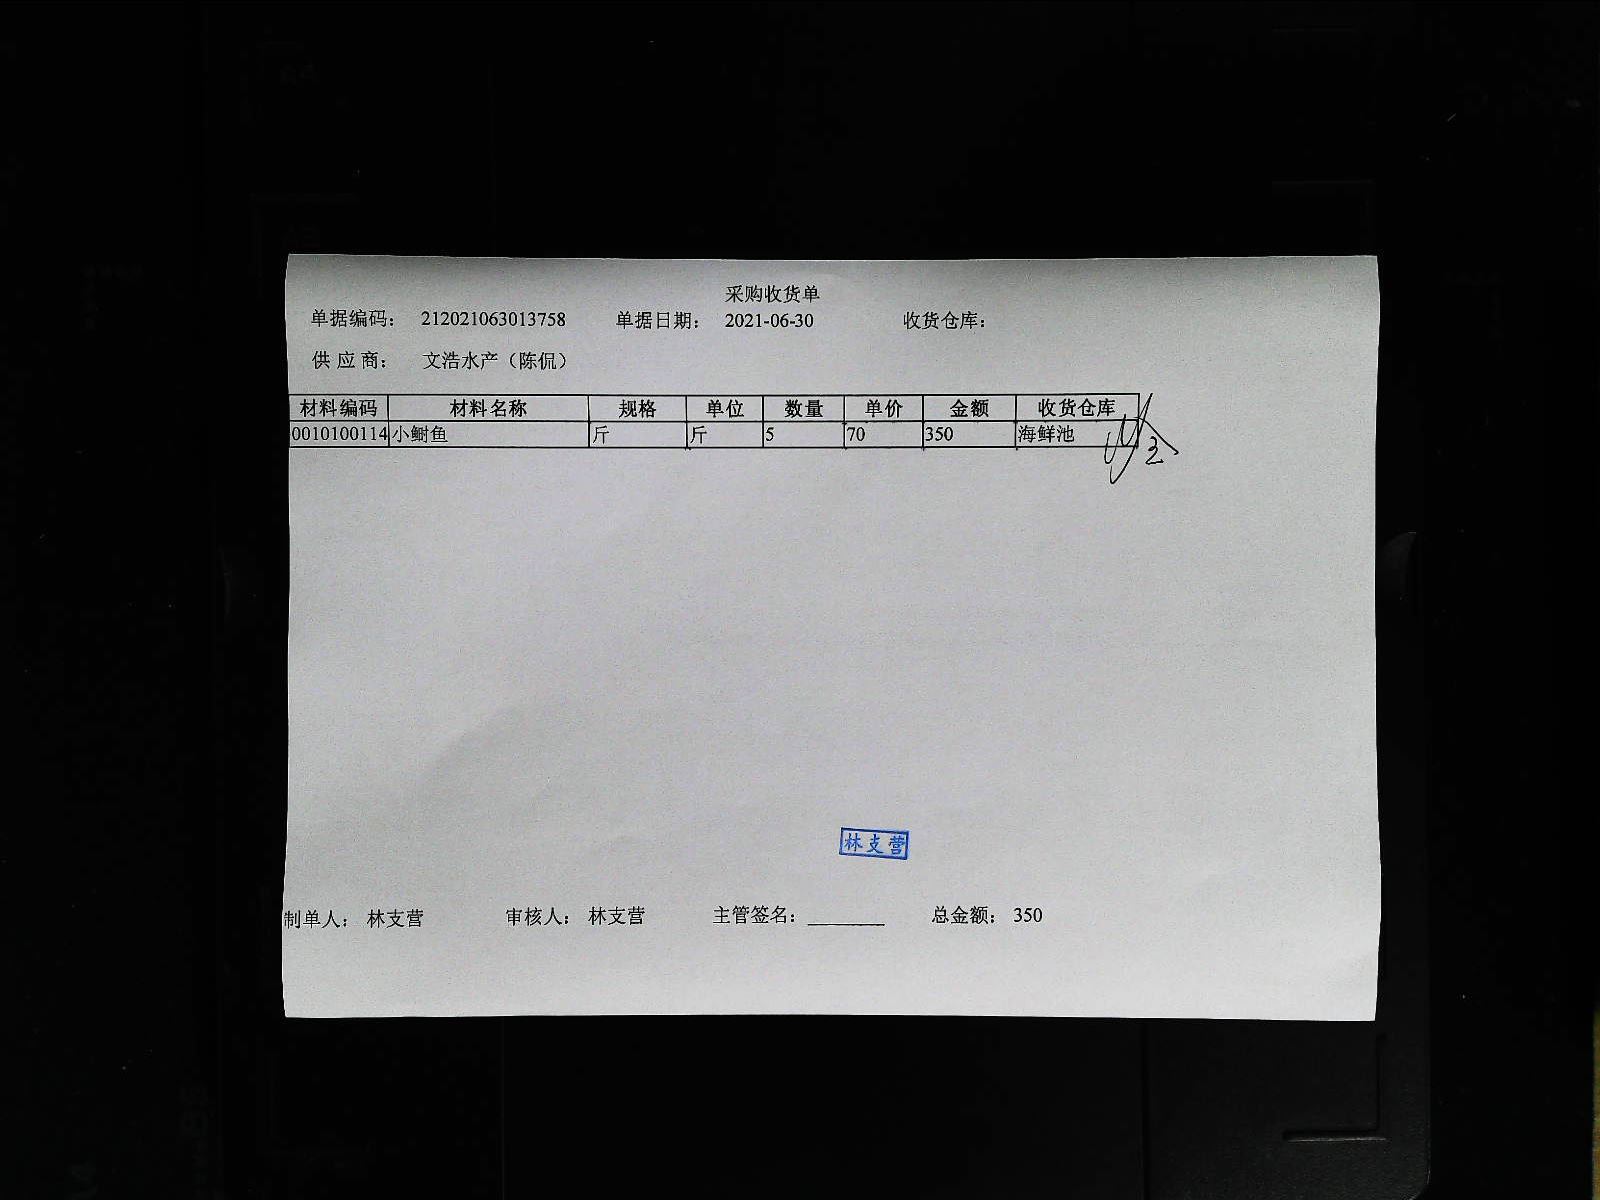 采购收货单
单据编码： 212021063013758 单据日期： 2021-06-30 收货仓库：
供 应 商： 文浩水产（陈侃）
材料编码 材料名称 规格 单位 数量 单价 金额 收货仓库
0010100114 小鲥鱼 斤 斤 5 70 350 海鲜池
林支营
制单人： 林支营 审核人： 林支营 主管签名： 总金额： 350